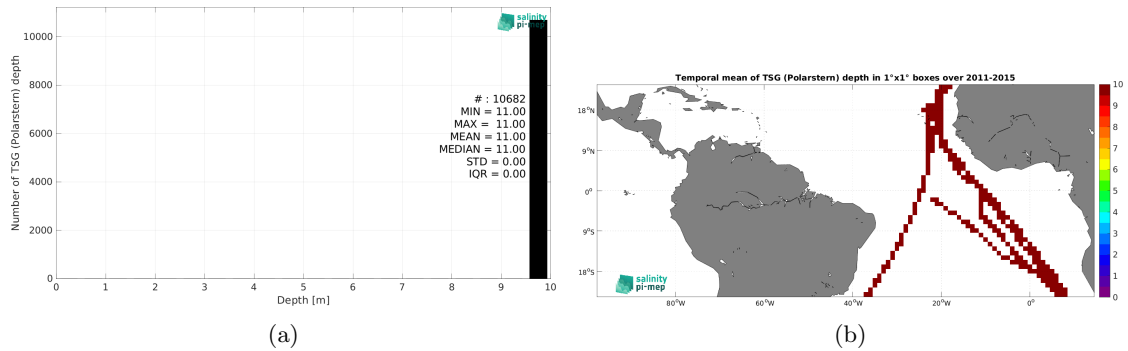 salinity
pi-mep
Number of TSG (Polarstern) depth
10000
8000
6000
4000
2000
0
# : 10682
MIN = 11.00
MAX = 11.00
MEAN = 11.00
MEDIAN = 11.00
STD = 0.00
IQR = 0.00
0 1 2 3 4 5 6 7 8 9 10
Depth [m]
(a)
Temporal mean of TSG (Polarstern) depth in 1°x1° boxes over 2011-2015
18°N
9°N
0°
9°S
18°S
80°W 60°W 40°W 20°W 0°
10
9
8
7
6
5
4
3
2
1
0
salinity
pi-mep
(b)